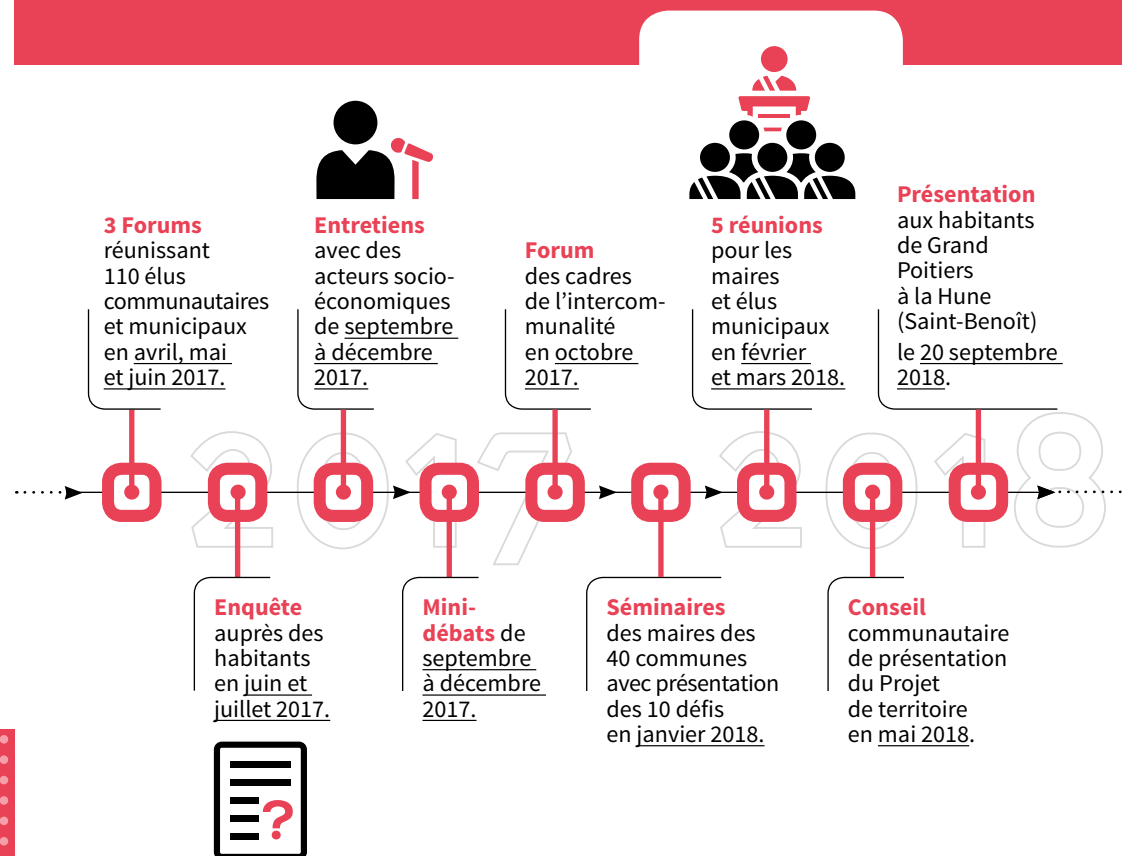 3 Forums
réunissant
110 élus
communautaires
et municipaux
en avril, mai
et juin 2017.
Enquête
auprès des
habitants
en juin et
juillet 2017.
?
Entretiens
avec des
acteurs socio-
économiques
de septembre
à décembre
2017.
Mini-
débats de
septembre
à décembre
2017.
Forum
des cadres
de l’intercom-
munalité
en octobre
2017.
Séminaires
des maires des
40 communes
avec présentation
des 10 défis
en janvier 2018.
5 réunions
pour les
maires
et élus
municipaux
en février
et mars 2018.
Conseil
communautaire
de présentation
du Projet
de territoire
en mai 2018.
Présentation
aux habitants
de Grand
Poitiers
à la Hune
(Saint-Benoît)
le 20 septembre
2018.
2017
2018